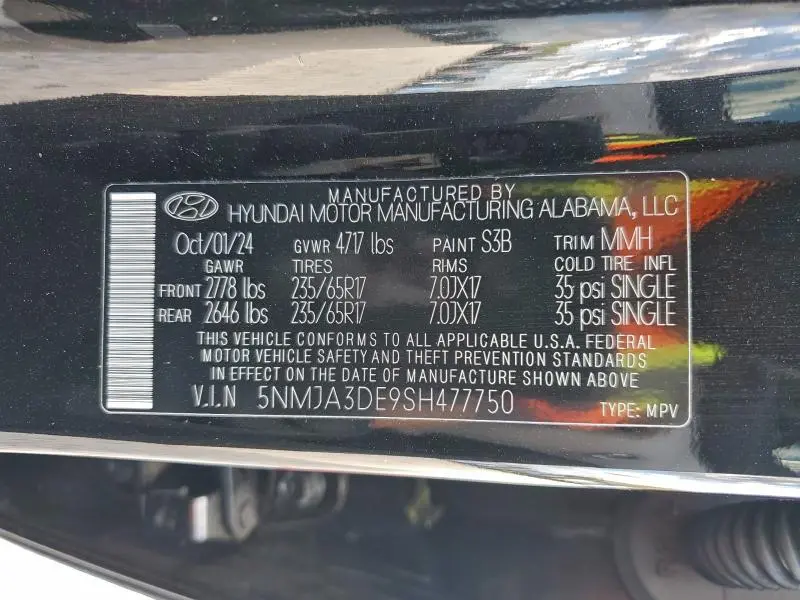 MANUFACTURED BY
HYUNDAI MOTOR MANUFACTURING ALABAMA, LLC
Oct/01/24 GVWR 4717 lbs PAINT S3B TRIM MMH
GAWR TIRES RIMS COLD TIRE INFL
FRONT 2778 lbs 235/65R17 7.0JX17 35 psi SINGLE
REAR 2646 lbs 235/65R17 7.0JX17 35 psi SINGLE
THIS VEHICLE CONFORMS TO ALL APPLICABLE U.S.A. FEDERAL
MOTOR VEHICLE SAFETY AND THEFT PREVENTION STANDARDS
IN EFFECT ON THE DATE OF MANUFACTURE SHOWN ABOVE
V.I.N 5NMJA3DE9SH477750 TYPE: MPV